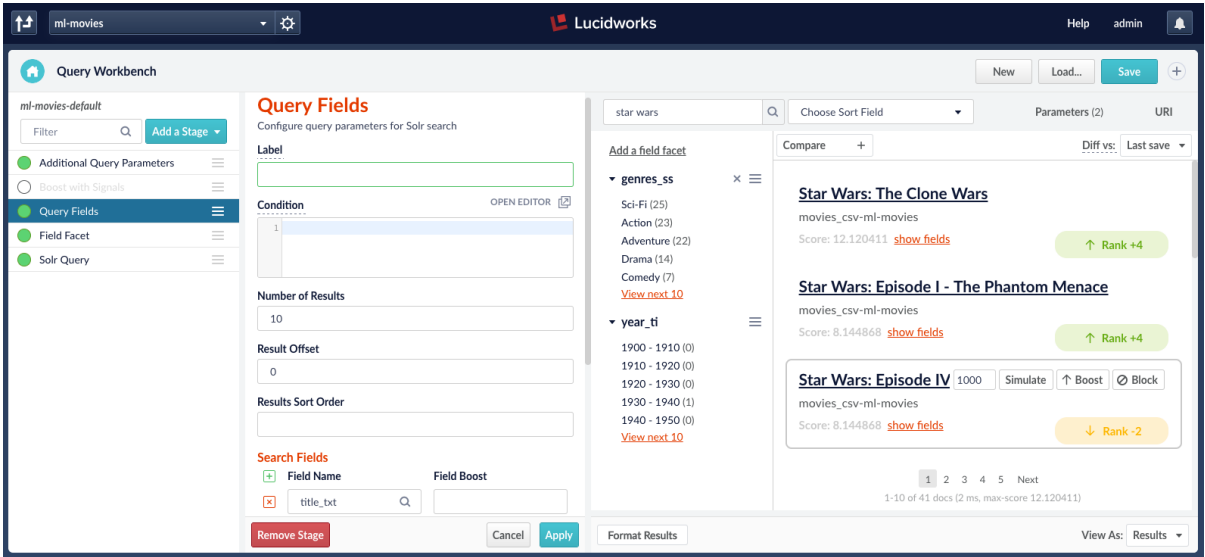 ml-movies
Lucidworks
Help
admin
Query Workbench
New
Load...
Save
ml-movies-default
Filter
Add a Stage
Additional Query Parameters
Boost with Signals
Query Fields
Field Facet
Solr Query
Query Fields
Configure query parameters for Solr search
Label
Condition
OPEN EDITOR
1
Number of Results
10
Result Offset
0
Results Sort Order
Search Fields
Field Name
Field Boost
title_txt
Remove Stage
Cancel
Apply
star wars
Choose Sort Field
Parameters (2)
URI
Add a field facet
genres_ss
Sci-Fi (25)
Action (23)
Adventure (22)
Drama (14)
Comedy (7)
View next 10
year_ti
1900 - 1910 (0)
1910 - 1920 (0)
1920 - 1930 (0)
1930 - 1940 (1)
1940 - 1950 (0)
View next 10
Compare +
Diff vs: Last save
Star Wars: The Clone Wars
movies_csv-ml-movies
Score: 12.120411 show fields
↑ Rank +4
Star Wars: Episode I - The Phantom Menace
movies_csv-ml-movies
Score: 8.144868 show fields
↑ Rank +4
Star Wars: Episode IV 1000 Simulate ↑ Boost Block
movies_csv-ml-movies
Score: 8.144868 show fields
↓ Rank -2
1 2 3 4 5 Next
1-10 of 41 docs (2 ms, max-score 12.120411)
Format Results
View As: Results